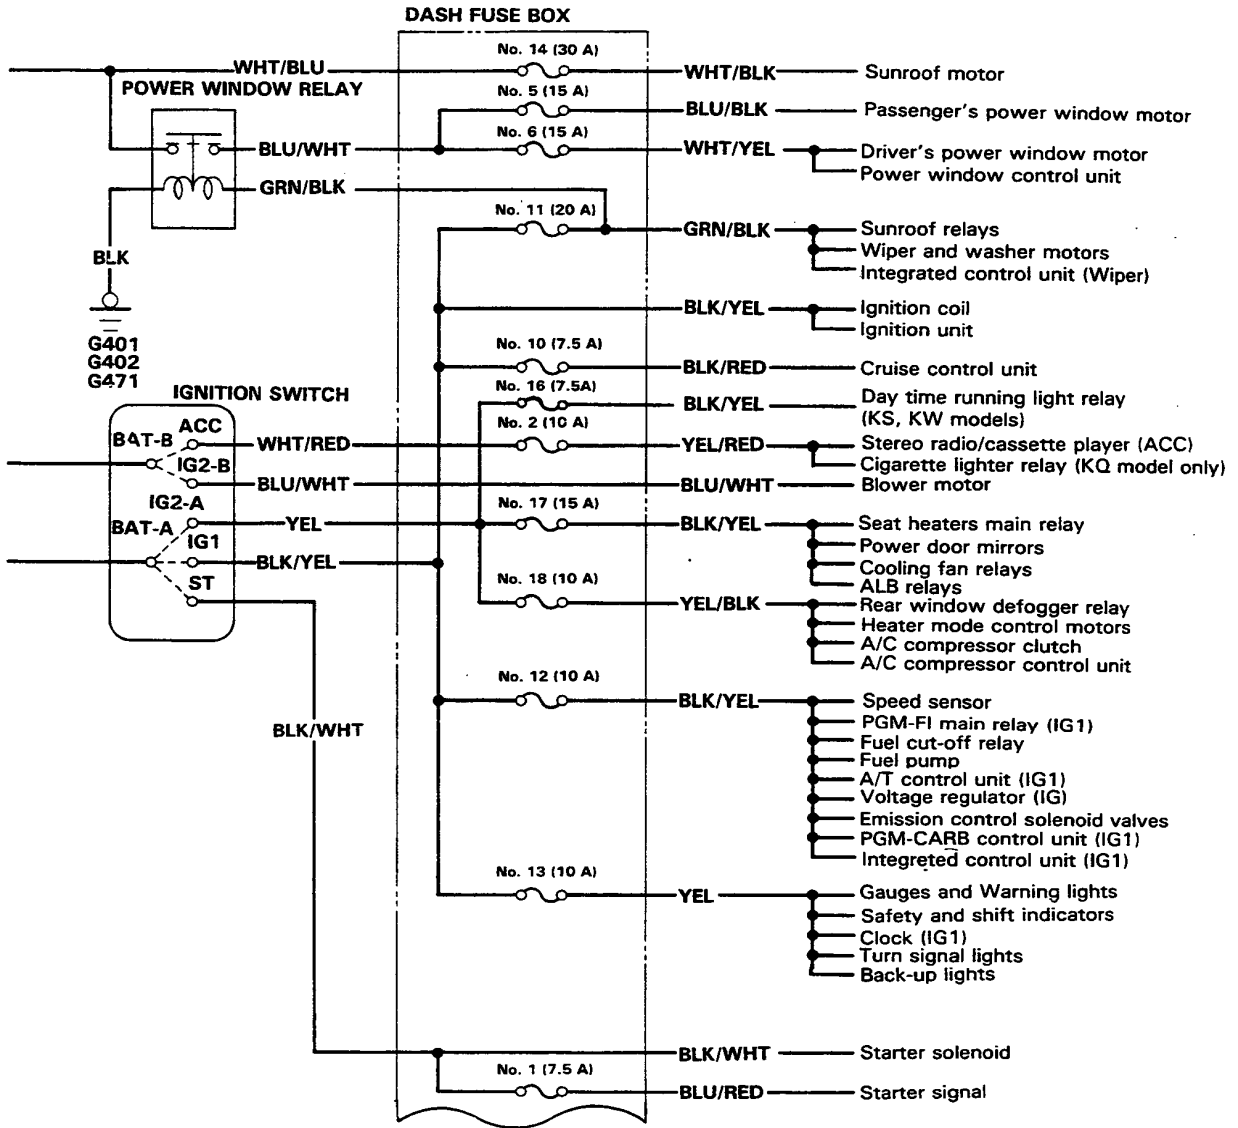 DASH FUSE BOX
No. 14 (30 A)
WHT/BLU
WHT/BLK
Sunroof motor
POWER WINDOW RELAY
No. 5 (15 A)
BLU/BLK
Passenger's power window motor
No. 6 (15 A)
BLU/WHT
WHT/YEL
Driver's power window motor
Power window control unit
GRN/BLK
No. 11 (20 A)
GRN/BLK
Sunroof relays
Wiper and washer motors
Integrated control unit (Wiper)
BLK
BLK/YEL
Ignition coil
Ignition unit
G401
G402
G471
No. 10 (7.5 A)
BLK/RED
Cruise control unit
IGNITION SWITCH
No. 16 (7.5A)
BLK/YEL
Day time running light relay
(KS, KW models)
ACC
BAT-B
WHT/RED
No. 2 (10 A)
YEL/RED
Stereo radio/cassette player (ACC)
Cigarette lighter relay (KQ model only)
IG2-B
BLU/WHT
BLU/WHT
Blower motor
IG2-A
BAT-A
YEL
No. 17 (15 A)
BLK/YEL
Seat heaters main relay
Power door mirrors
Cooling fan relays
ALB relays
IG1
BLK/YEL
ST
No. 18 (10 A)
YEL/BLK
Rear window defogger relay
Heater mode control motors
A/C compressor clutch
A/C compressor control unit
No. 12 (10 A)
BLK/YEL
Speed sensor
PGM-FI main relay (IG1)
Fuel cut-off relay
Fuel pump
A/T control unit (IG1)
Voltage regulator (IG)
Emission control solenoid valves
PGM-CARB control unit (IG1)
Integreted control unit (IG1)
BLK/WHT
No. 13 (10 A)
YEL
Gauges and Warning lights
Safety and shift indicators
Clock (IG1)
Turn signal lights
Back-up lights
BLK/WHT
Starter solenoid
No. 1 (7.5 A)
BLU/RED
Starter signal